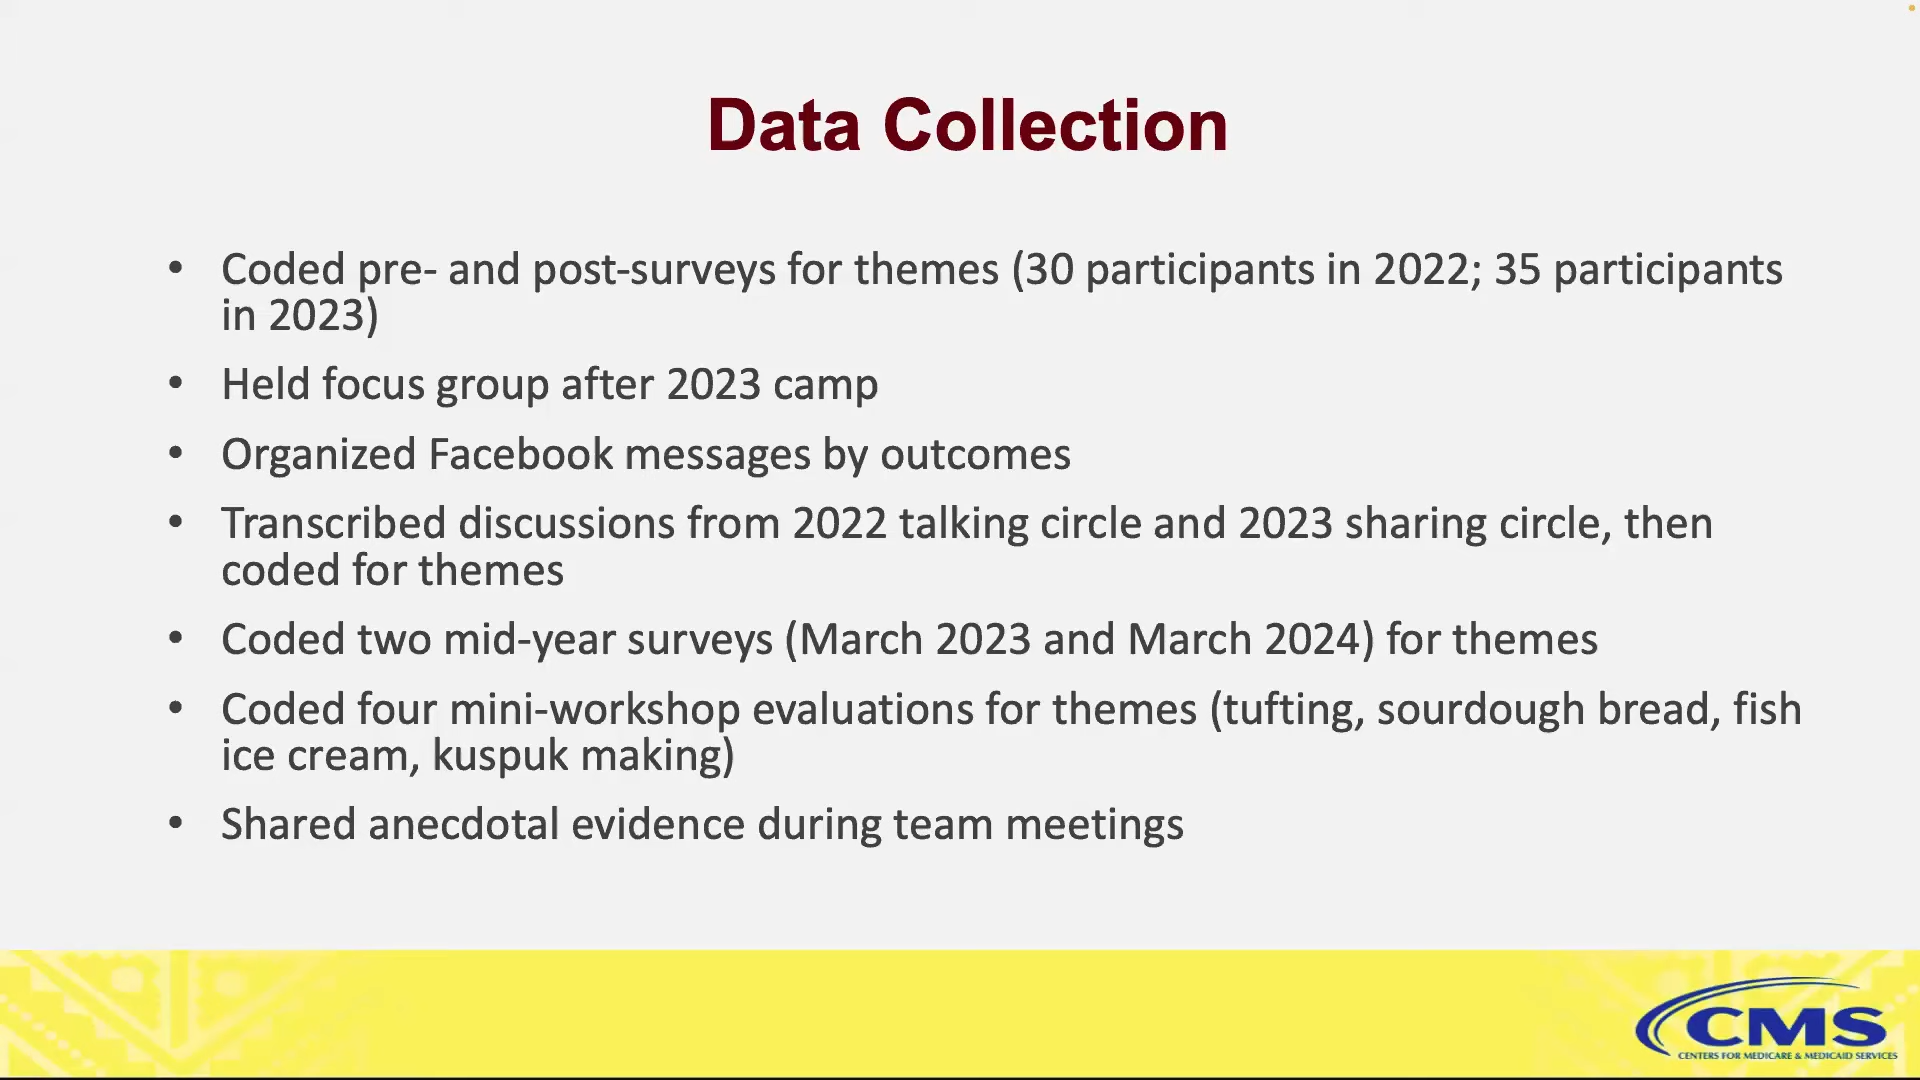 Data Collection
• Coded pre- and post-surveys for themes (30 participants in 2022; 35 participants
in 2023)
• Held focus group after 2023 camp
• Organized Facebook messages by outcomes
• Transcribed discussions from 2022 talking circle and 2023 sharing circle, then
coded for themes
• Coded two mid-year surveys (March 2023 and March 2024) for themes
• Coded four mini-workshop evaluations for themes (tufting, sourdough bread, fish
ice cream, kuspuk making)
• Shared anecdotal evidence during team meetings
CMS
CENTERS FOR MEDICARE & MEDICAID SERVICES